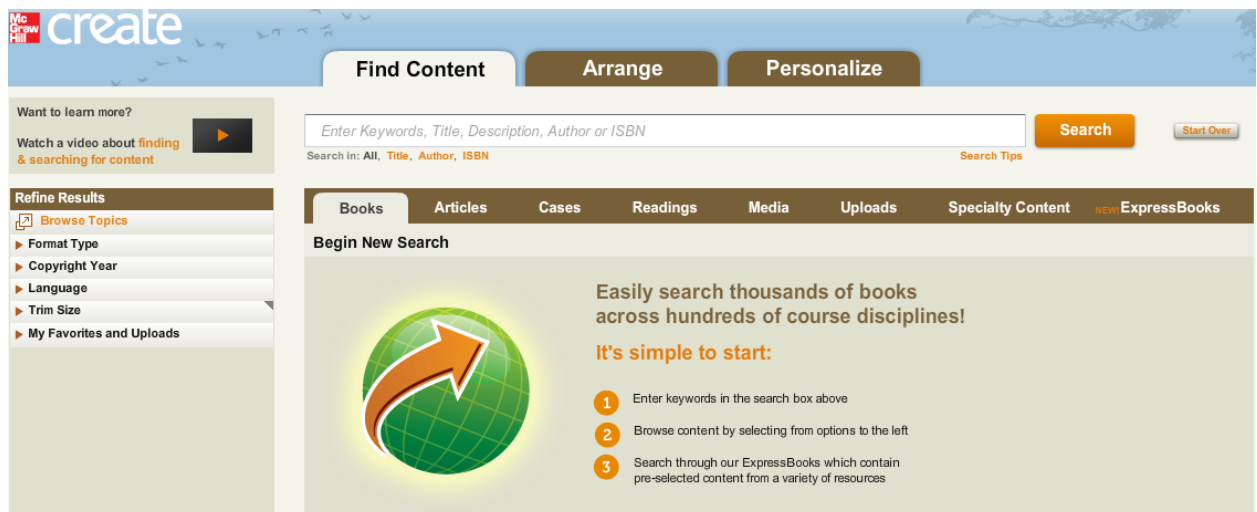 Mc
Graw
Hill
create
Find Content
Arrange
Personalize
Want to learn more?
Watch a video about finding
& searching for content
Enter Keywords, Title, Description, Author or ISBN
Search
Start Over
Search in: All, Title, Author, ISBN
Search Tips
Refine Results
Browse Topics
Format Type
Copyright Year
Language
Trim Size
My Favorites and Uploads
Books
Articles
Cases
Readings
Media
Uploads
Specialty Content
NEW! ExpressBooks
Begin New Search
Easily search thousands of books
across hundreds of course disciplines!
It's simple to start:
1 Enter keywords in the search box above
2 Browse content by selecting from options to the left
3 Search through our ExpressBooks which contain
pre-selected content from a variety of resources